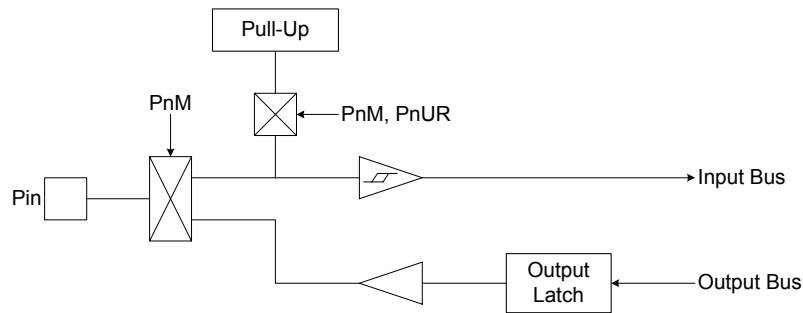 Pull-Up
PnM
PnM, PnUR
Pin
Input Bus
Output
Latch
Output Bus